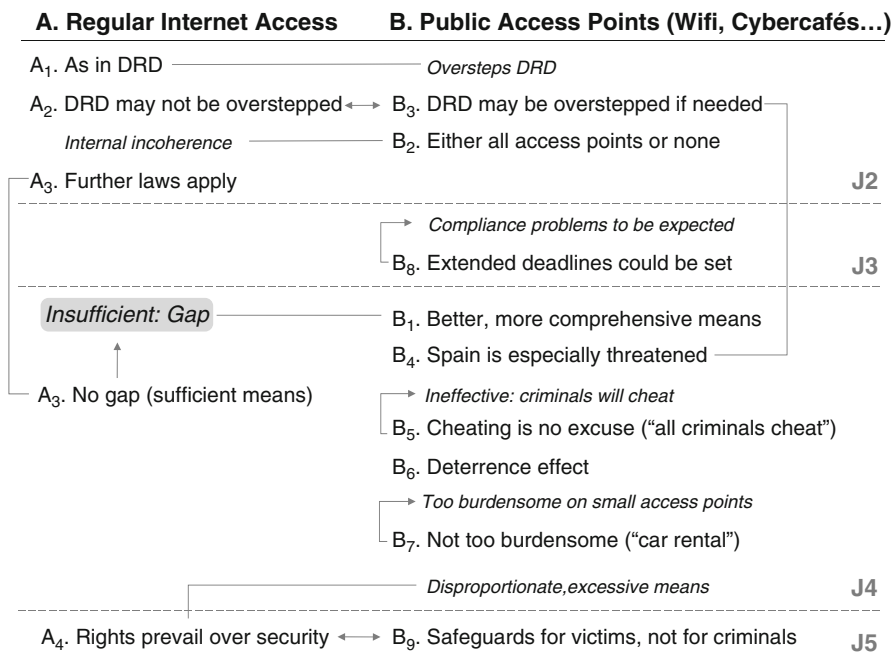 A. Regular Internet Access B. Public Access Points (Wifi, Cybercafés…)
A₁. As in DRD Oversteps DRD
A₂. DRD may not be overstepped B₃. DRD may be overstepped if needed
Internal incoherence B₂. Either all access points or none
A₃. Further laws apply J2
Compliance problems to be expected
B₈. Extended deadlines could be set J3
Insufficient: Gap B₁. Better, more comprehensive means
B₄. Spain is especially threatened
A₃. No gap (sufficient means) Ineffective: criminals will cheat
B₅. Cheating is no excuse (“all criminals cheat”)
B₆. Deterrence effect
Too burdensome on small access points
B₇. Not too burdensome (“car rental”)
Disproportionate,excessive means J4
A₄. Rights prevail over security B₉. Safeguards for victims, not for criminals J5